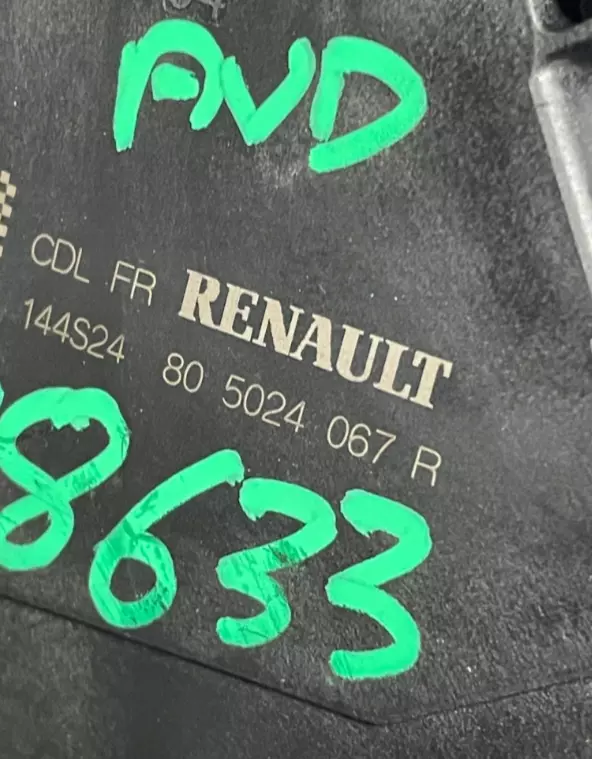 AVD
CDL FR RENAULT
144S24 80 5024 067 R
8633